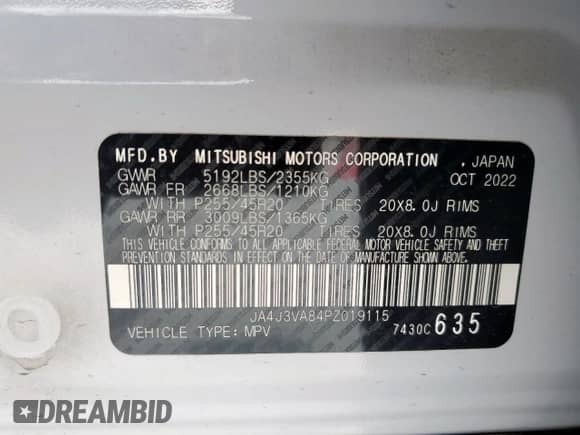 MFD.BY MITSUBISHI MOTORS CORPORATION , JAPAN
GVWR 5192LBS/2355KG OCT 2022
GAWR FR 2668LBS/1210KG
WITH P255/45R20 TIRES 20X8.0J RIMS
GAWR RR 3009LBS/1365KG
WITH P255/45R20 TIRES 20X8.0J RIMS
THIS VEHICLE CONFORMS TO ALL APPLICABLE FEDERAL MOTOR VEHICLE SAFETY AND THEFT
PREVENTION STANDARDS IN EFFECT ON THE DATE OF MANUFACTURE SHOWN ABOVE.
JA4J3VA84PZ019115
VEHICLE TYPE: MPV 7430C 635
DREAMBID